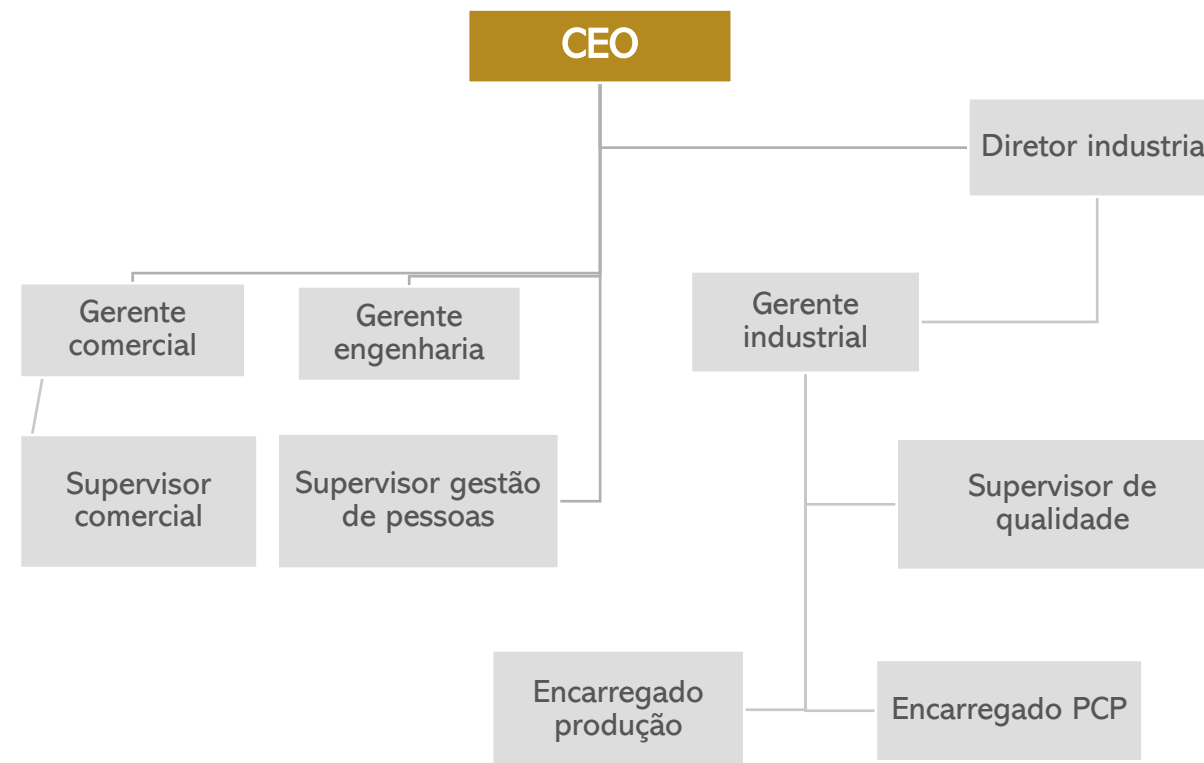 CEO
Diretor industria
Gerente
comercial
Gerente
engenharia
Gerente
industrial
Supervisor
comercial
Supervisor gestão
de pessoas
Supervisor de
qualidade
Encarregado
produção
Encarregado PCP